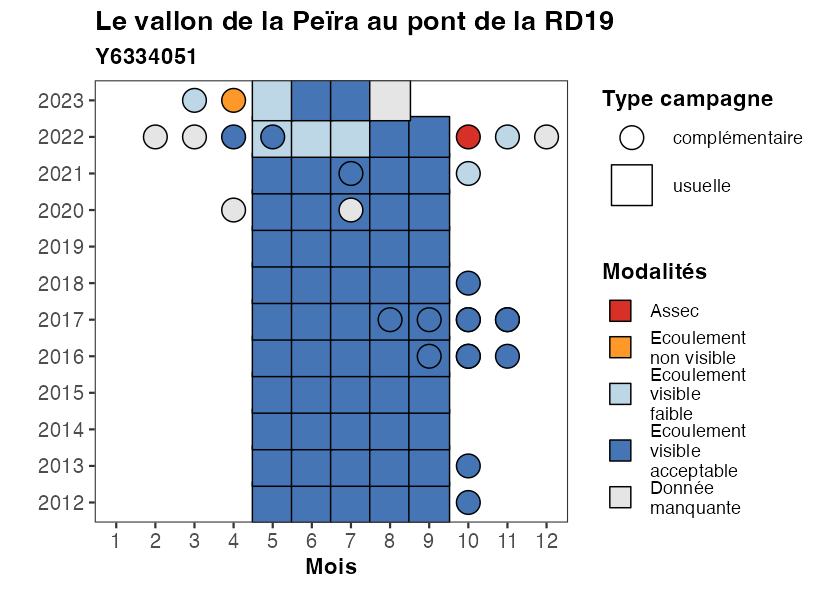 Le vallon de la Peïra au pont de la RD19
Y6334051
2023
2022
2021
2020
2019
2018
2017
2016
2015
2014
2013
2012
1 2 3 4 5 6 7 8 9 10 11 12
Mois
Type campagne
complémentaire
usuelle
Modalités
Assec
Ecoulement
non visible
Ecoulement
visible
faible
Ecoulement
visible
acceptable
Donnée
manquante